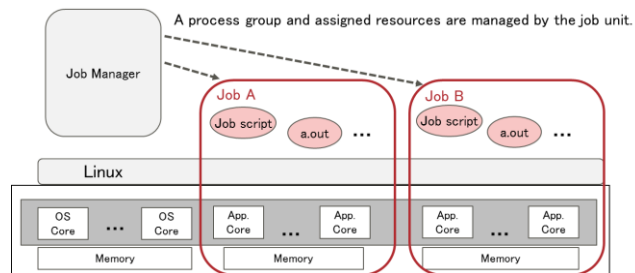 A process group and assigned resources are managed by the job unit.
Job Manager
Job A
Job script
a.out
...
Job B
Job script
a.out
...
Linux
OS Core
...
OS Core
App. Core
...
App. Core
App. Core
...
App. Core
Memory
Memory
Memory